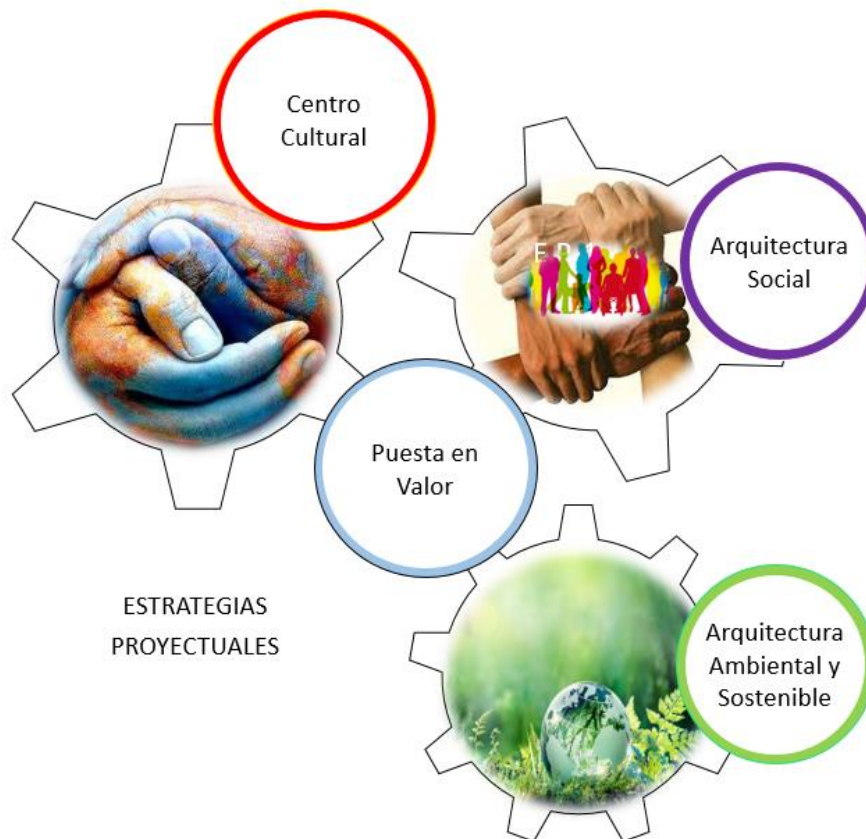 Centro
Cultural
Arquitectura
Social
Puesta en
Valor
ESTRATEGIAS
PROYECTUALES
Arquitectura
Ambiental y
Sostenible